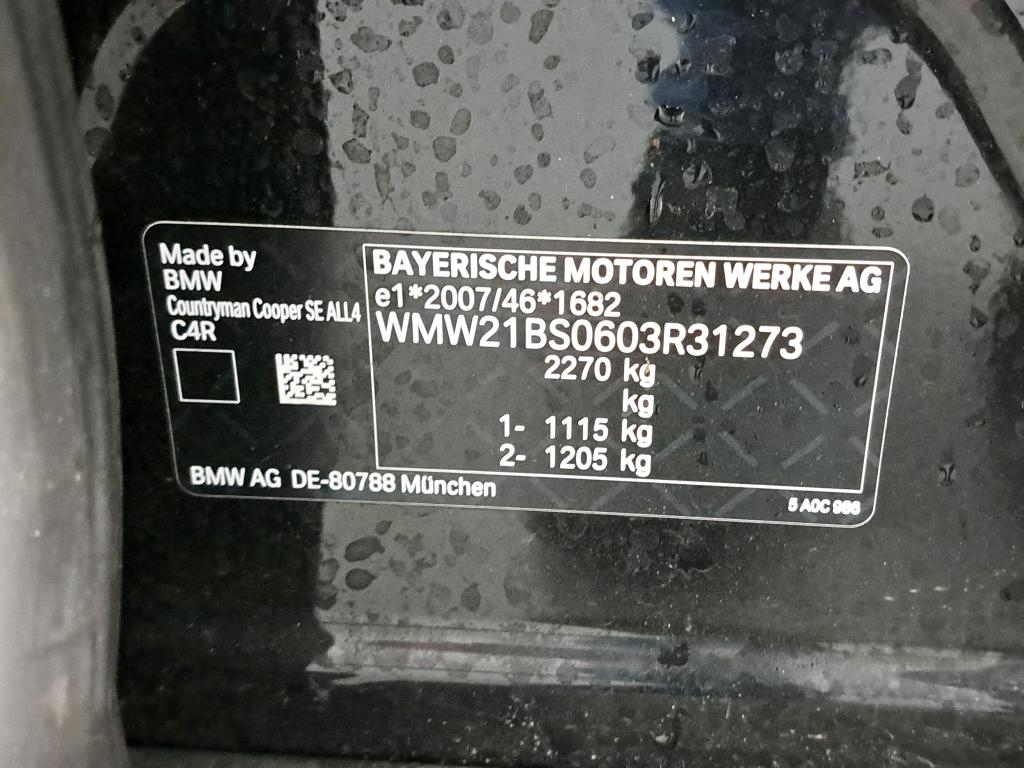 Made by
BMW
Countryman Cooper SE ALL4
C4R
BAYERISCHE MOTOREN WERKE AG
e1*2007/46*1682
WMW21BS0603R31273
2270 kg
kg
1- 1115 kg
2- 1205 kg
BMW AG DE-80788 München
5 A0C 986